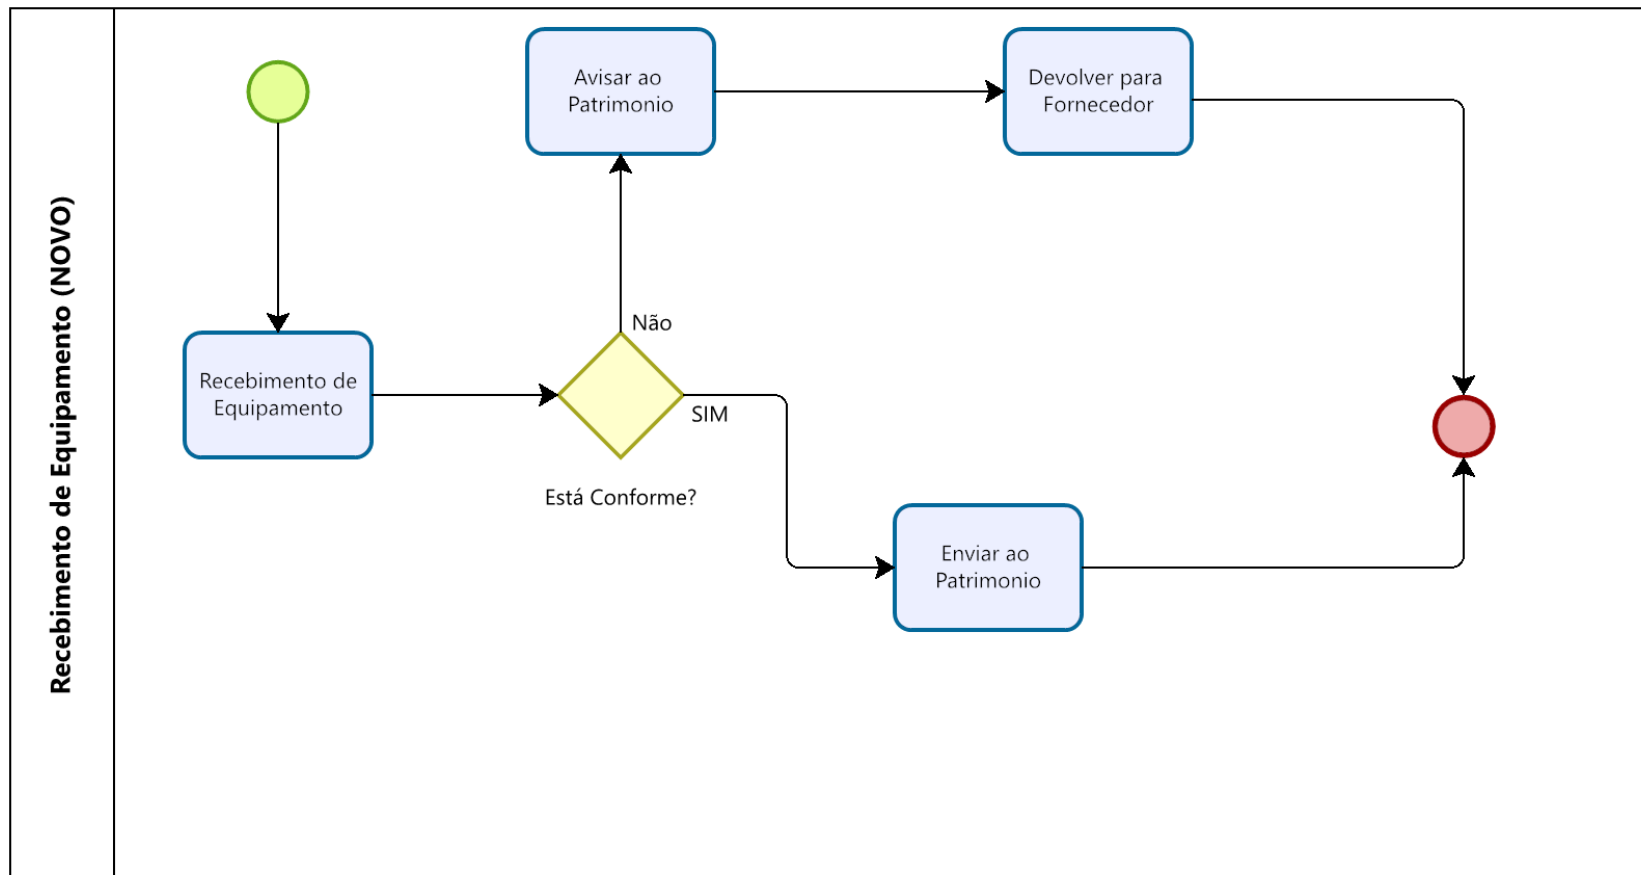 Recebimento de Equipamento (NOVO)
Avisar ao
Patrimonio
Devolver para
Fornecedor
Não
Recebimento de
Equipamento
SIM
Está Conforme?
Enviar ao
Patrimonio